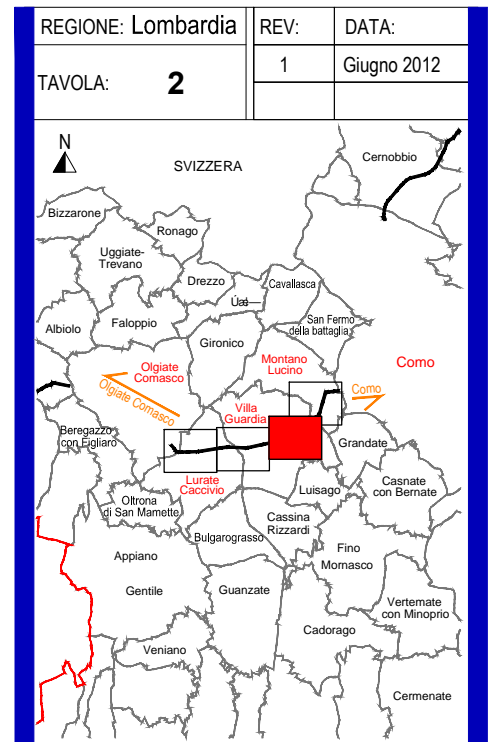 REGIONE: Lombardia
REV:
DATA:
TAVOLA: 2
1
Giugno 2012
N
SVIZZERA
Cernobbio
Bizzarone
Ronago
Uggiate-
Trevano
Drezzo
Cavallasca
Albiolo
Faloppio
San Fermo
della battaglia
Gironico
Olgiate
Comasco
Montano
Lucino
Como
Olgiate Comasco
Como
Villa
Guardia
Beregazzo
con Figliaro
Grandate
Lurate
Caccivio
Luisago
Casnate
con Bernate
Oltrona
di San Mamette
Cassina
Rizzardi
Bulgarograsso
Fino
Mornasco
Appiano
Gentile
Guanzate
Vertemate
con Minoprio
Cadorago
Veniano
Cermenate